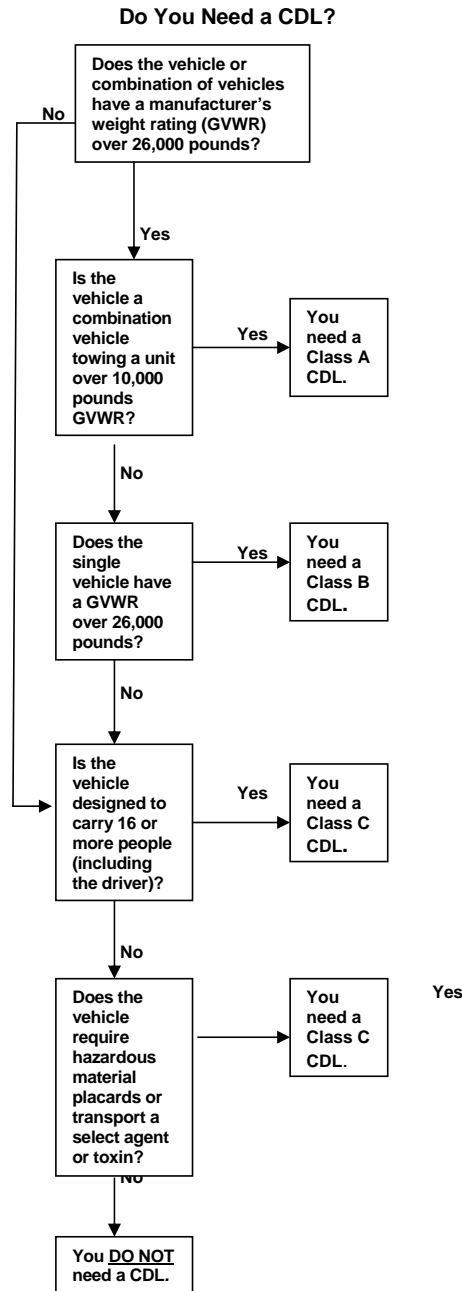 Do You Need a CDL?
Does the vehicle or
combination of vehicles
have a manufacturer's
weight rating (GVWR)
over 26,000 pounds?
No
Yes
Is the
vehicle a
combination
vehicle
towing a unit
over 10,000
pounds
GVWR?
Yes
You
need a
Class A
CDL.
No
Does the
single
vehicle have
a GVWR
over 26,000
pounds?
Yes
You
need a
Class B
CDL.
No
Is the
vehicle
designed to
carry 16 or
more people
(including
the driver)?
Yes
You
need a
Class C
CDL.
No
Does the
vehicle
require
hazardous
material
placards or
transport a
select agent
or toxin?
You
need a
Class C
CDL.
Yes
No
You DO NOT
need a CDL.